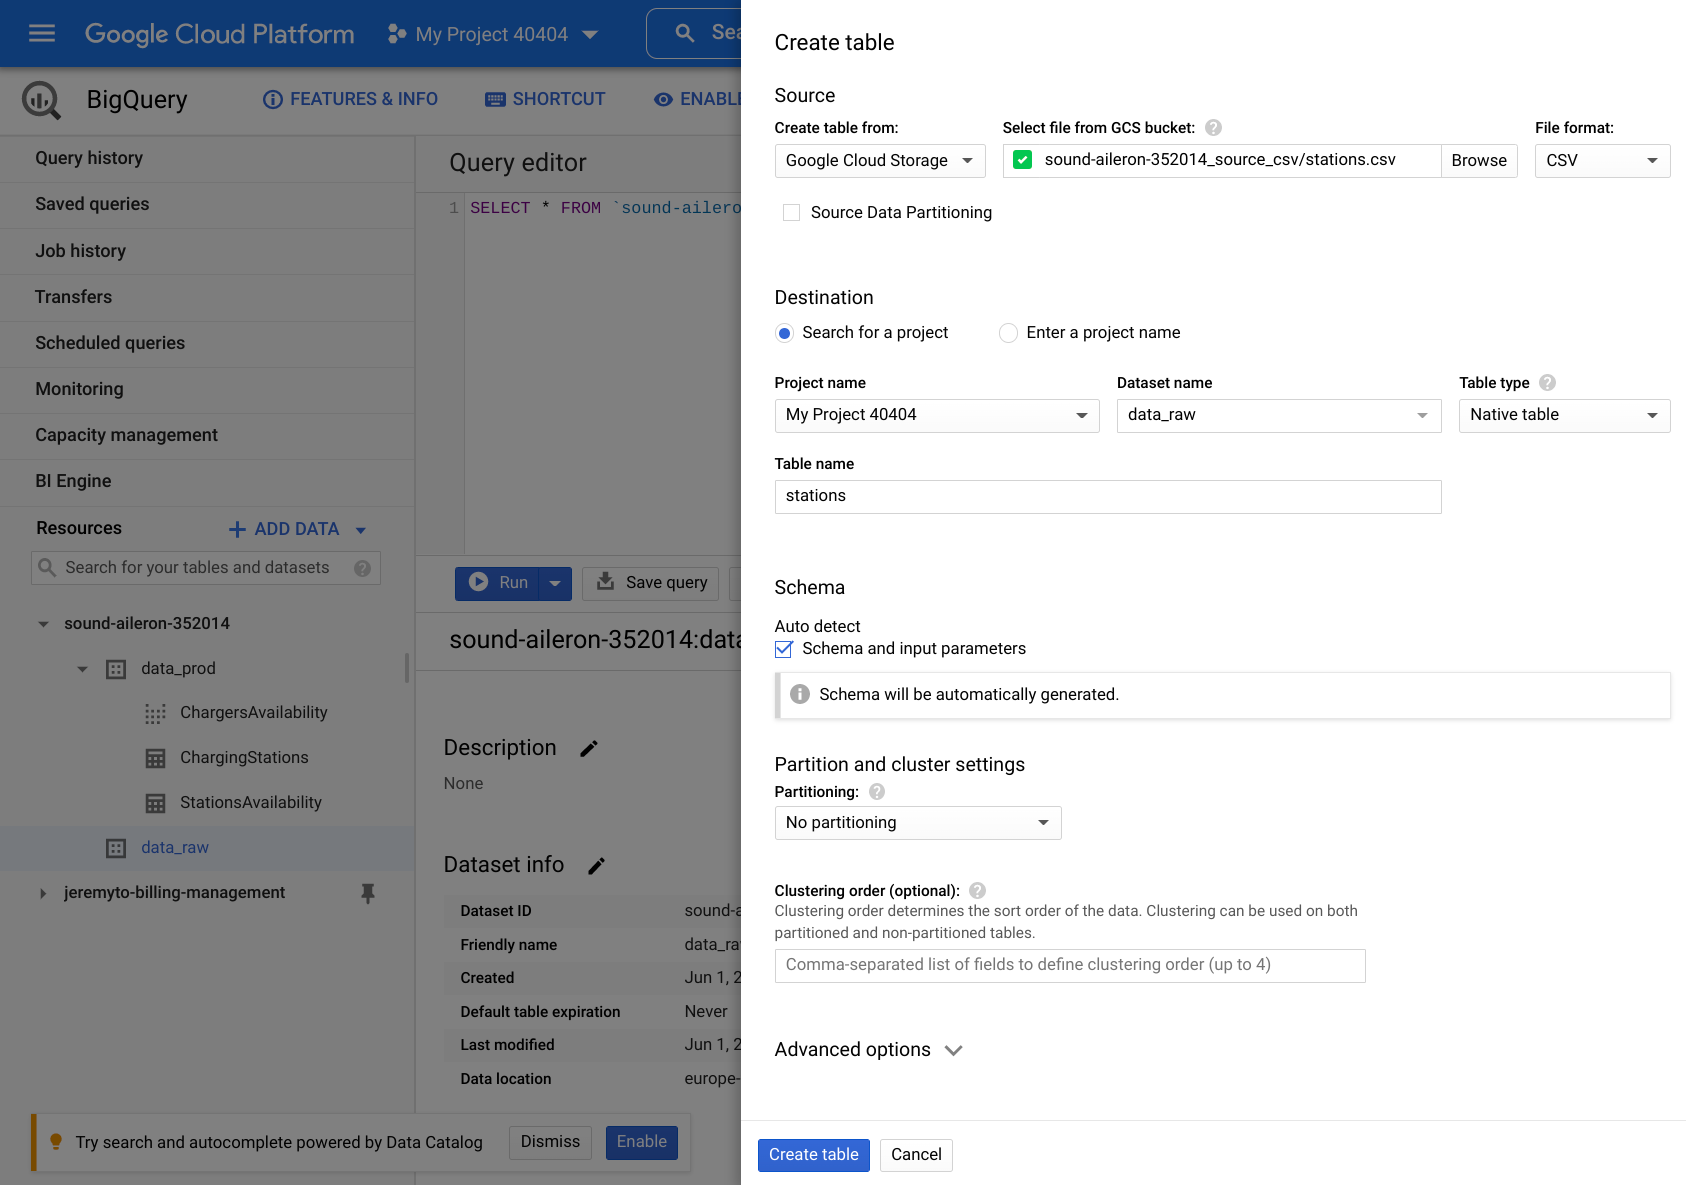 Google Cloud Platform
My Project 40404
BigQuery
FEATURES & INFO
SHORTCUT
Query history
Saved queries
Job history
Transfers
Scheduled queries
Monitoring
Capacity management
BI Engine
Resources
ADD DATA
Search for your tables and datasets
sound-aileron-352014
data_prod
ChargersAvailability
ChargingStations
StationsAvailability
data_raw
jeremyto-billing-management
Query editor
1 SELECT * FROM `sound-ailero
Run
Save query
sound-aileron-352014:data
Description
None
Dataset info
Dataset ID sound-a
Friendly name data_ra
Created Jun 1, 2
Default table expiration Never
Last modified Jun 1, 2
Data location europe-
Try search and autocomplete powered by Data Catalog
Dismiss
Enable
Create table
Source
Create table from:
Select file from GCS bucket:
File format:
Google Cloud Storage
sound-aileron-352014_source_csv/stations.csv
Browse
CSV
Source Data Partitioning
Destination
Search for a project
Enter a project name
Project name
Dataset name
Table type
My Project 40404
data_raw
Native table
Table name
stations
Schema
Auto detect
Schema and input parameters
Schema will be automatically generated.
Partition and cluster settings
Partitioning:
No partitioning
Clustering order (optional):
Clustering order determines the sort order of the data. Clustering can be used on both
partitioned and non-partitioned tables.
Comma-separated list of fields to define clustering order (up to 4)
Advanced options
Create table
Cancel